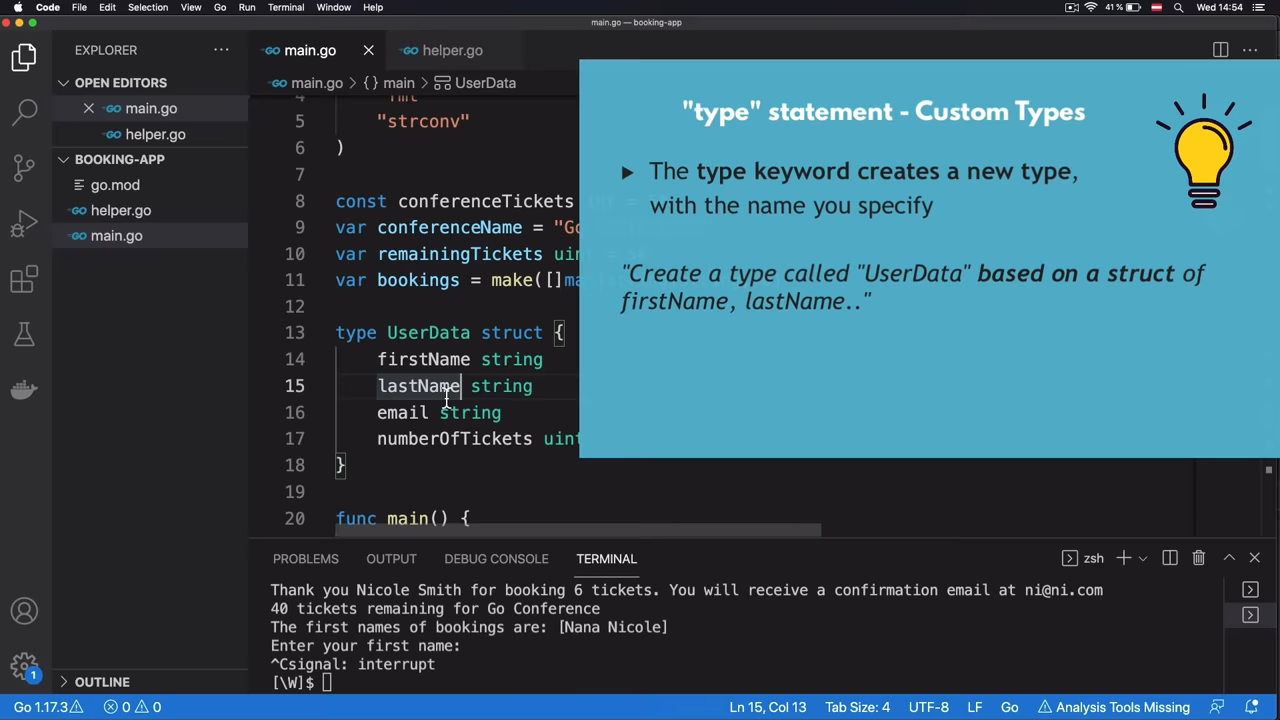 Code File Edit Selection View Go Run Terminal Window Help 41 % Wed 14:54
main.go — booking-app
EXPLORER
OPEN EDITORS
main.go
helper.go
BOOKING-APP
go.mod
helper.go
main.go
OUTLINE
main.go helper.go
main.go > {} main > UserData
4 "fmt"
5 "strconv"
6 )
7
8 const conferenceTickets int =
9 var conferenceName = "Go
10 var remainingTickets uint =
11 var bookings = make([]ma
12
13 type UserData struct {
14 firstName string
15 lastName string
16 email string
17 numberOfTickets uint
18 }
19
20 func main() {
"type" statement - Custom Types
The type keyword creates a new type,
with the name you specify
"Create a type called "UserData" based on a struct of
firstName, lastName.."
PROBLEMS OUTPUT DEBUG CONSOLE TERMINAL zsh
Thank you Nicole Smith for booking 6 tickets. You will receive a confirmation email at ni@ni.com
40 tickets remaining for Go Conference
The first names of bookings are: [Nana Nicole]
Enter your first name:
^Csignal: interrupt
[\W]$
1
Go 1.17.3 0 0 Ln 15, Col 13 Tab Size: 4 UTF-8 LF Go Analysis Tools Missing